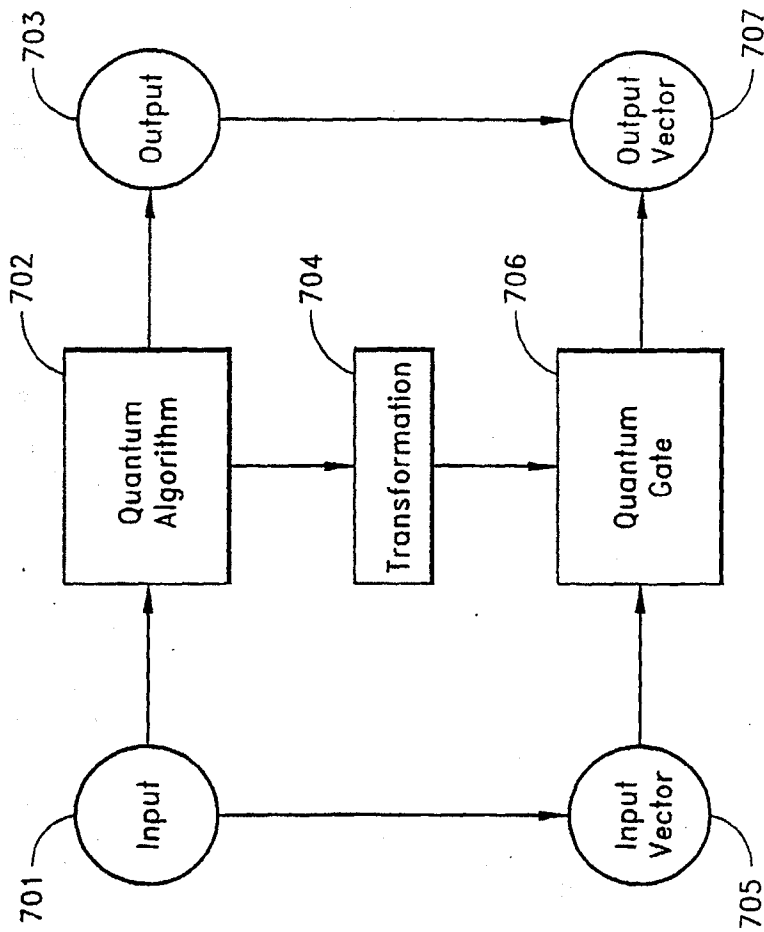 701
702
703
Input
Quantum
Algorithm
Output
704
Transformation
706
Input
Vector
Quantum
Gate
Output
Vector
705
707